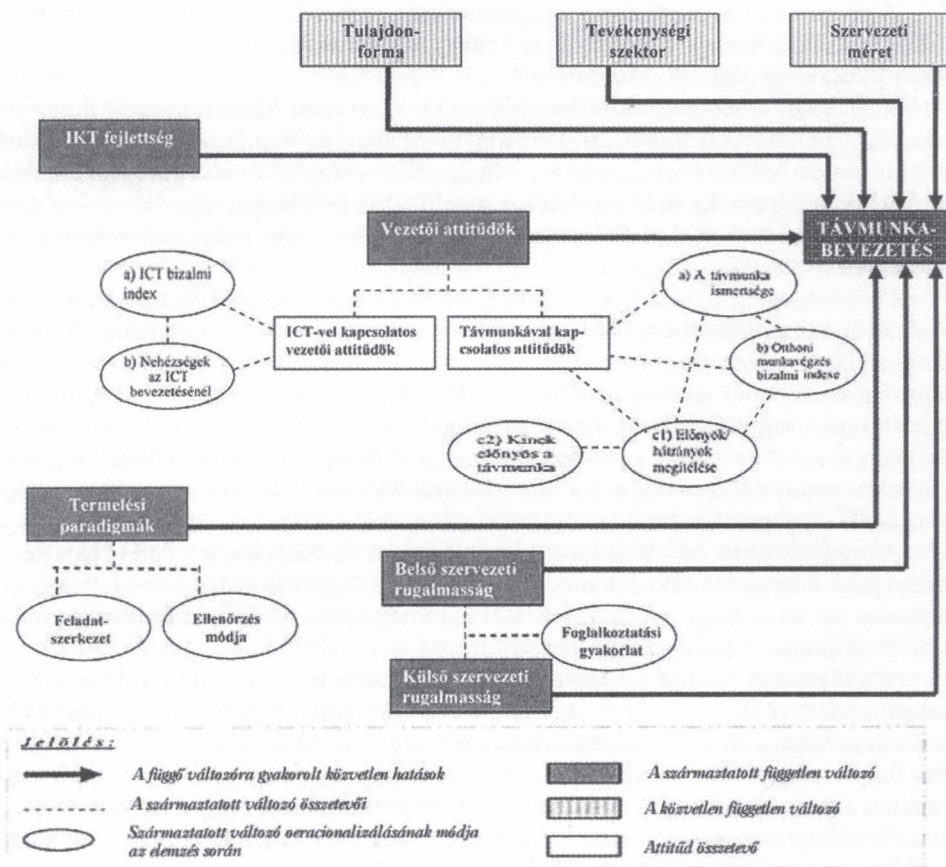 Tulajdon-
forma
Tevékenységi
szektor
Szervezeti
méret
IKT fejlettség
Vezetői attitűdök
TÁVMUNKA-
BEVEZETÉS
a) ICT bizalmi
index
b) Nehézségek
az ICT
bevezetésénél
ICT-vel kapcsolatos
vezetői attitűdök
Távmunkával kap-
csolatos attitűdök
a) A távmunka
ismertsége
b) Otthoni
munkavégzés
bizalmi indexe
c2) Kinek
előnyös a
távmunka
c1) Előnyök/
hátrányok
megítélése
Termelési
paradigmák
Feladat-
szerkezet
Ellenőrzés
módja
Belső szervezeti
rugalmasság
Foglalkoztatási
gyakorlat
Külső szervezeti
rugalmasság
Jelölés:
A függő változóra gyakorolt közvetlen hatások
A származtatott változó összetevői
Származtatott változó oeracionalizálásának módja
az elemzés során
A származtatott független változó
A közvetlen független változó
Attitűd összetevő